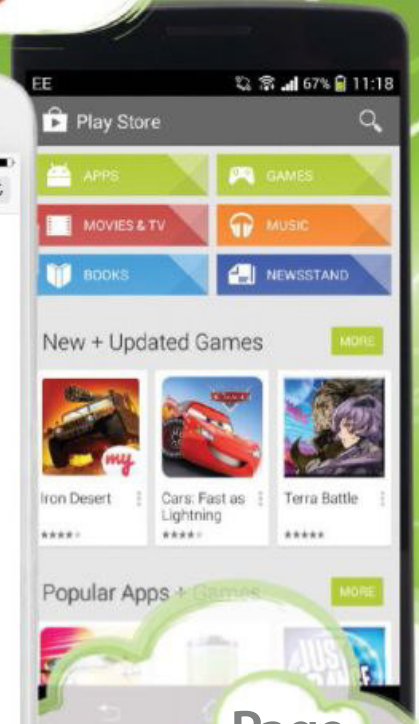 EE 67% 11:18
Play Store
APPS GAMES
MOVIES & TV MUSIC
BOOKS NEWSSTAND
New + Updated Games MORE
my
Iron Desert Cars: Fast as Terra Battle
Lightning
Popular Apps + Games MORE
JUST
Page